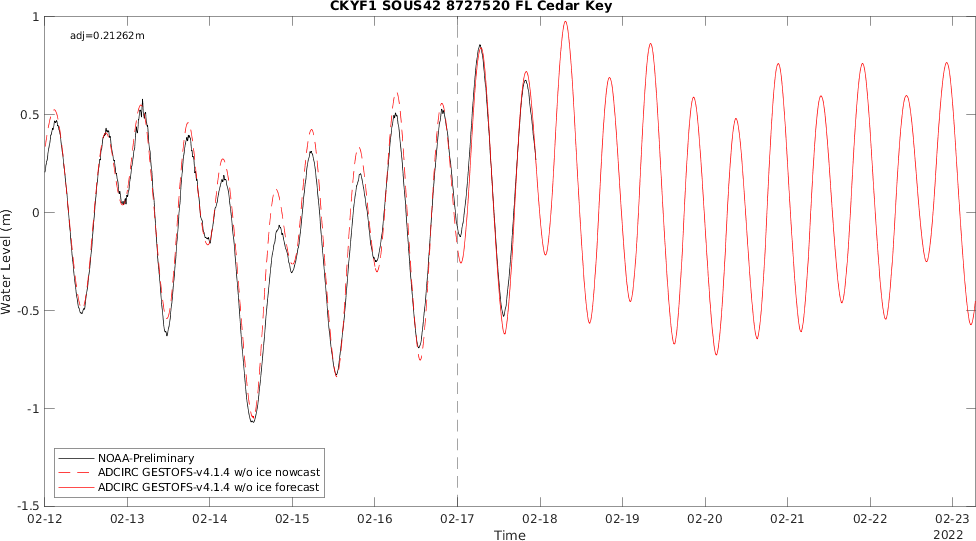 CKYF1 SOUS42 8727520 FL Cedar Key
adj=0.21262m
1
0.5
0
-0.5
-1
-1.5
Water Level (m)
NOAA-Preliminary
ADCIRC GESTOFS-v4.1.4 w/o ice nowcast
ADCIRC GESTOFS-v4.1.4 w/o ice forecast
02-12 02-13 02-14 02-15 02-16 02-17 02-18 02-19 02-20 02-21 02-22 02-23
Time
2022